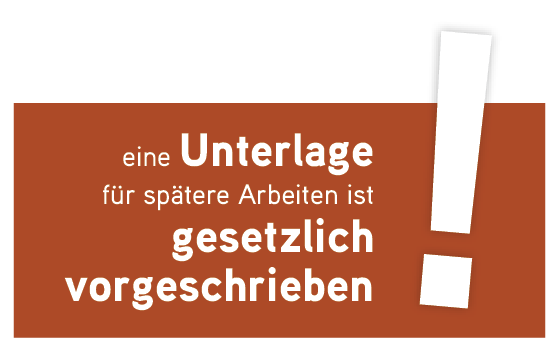 eine Unterlage
für spätere Arbeiten ist
gesetzlich
vorgeschrieben
!